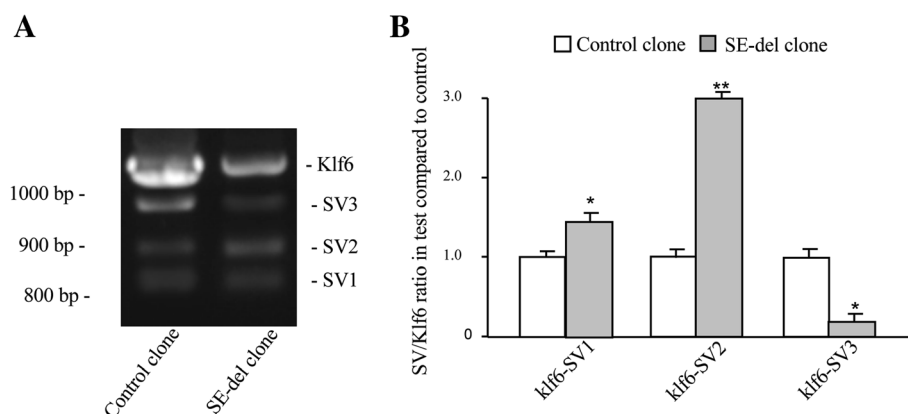 A
1000 bp -
900 bp -
800 bp -
- Klf6
- SV3
- SV2
- SV1
Control clone
SE-del clone
B
Control clone
SE-del clone
SV/Klf6 ratio in test compared to control
3.0
2.0
1.0
0
*
**
*
klf6-SV1
klf6-SV2
klf6-SV3